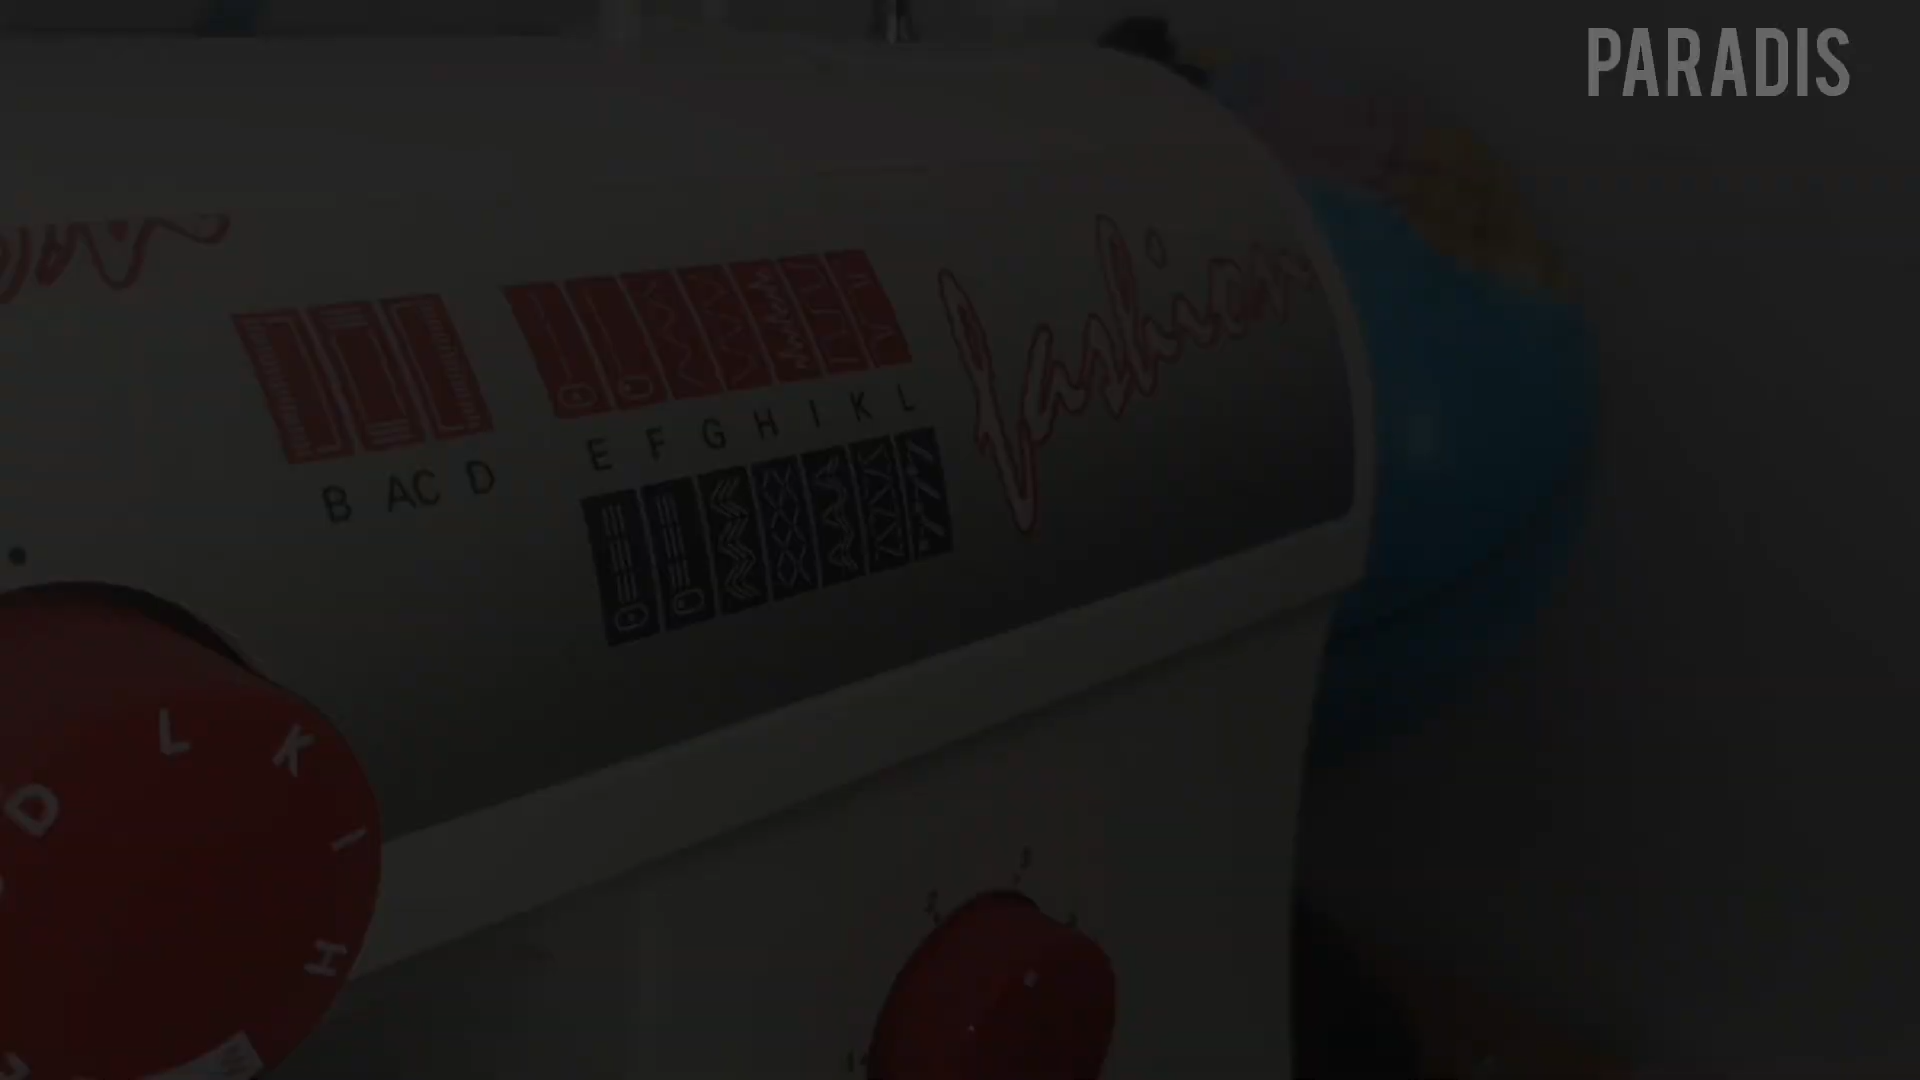 PARADIS
fashion
E F G H I K L
B AC D
L K
D
I
H